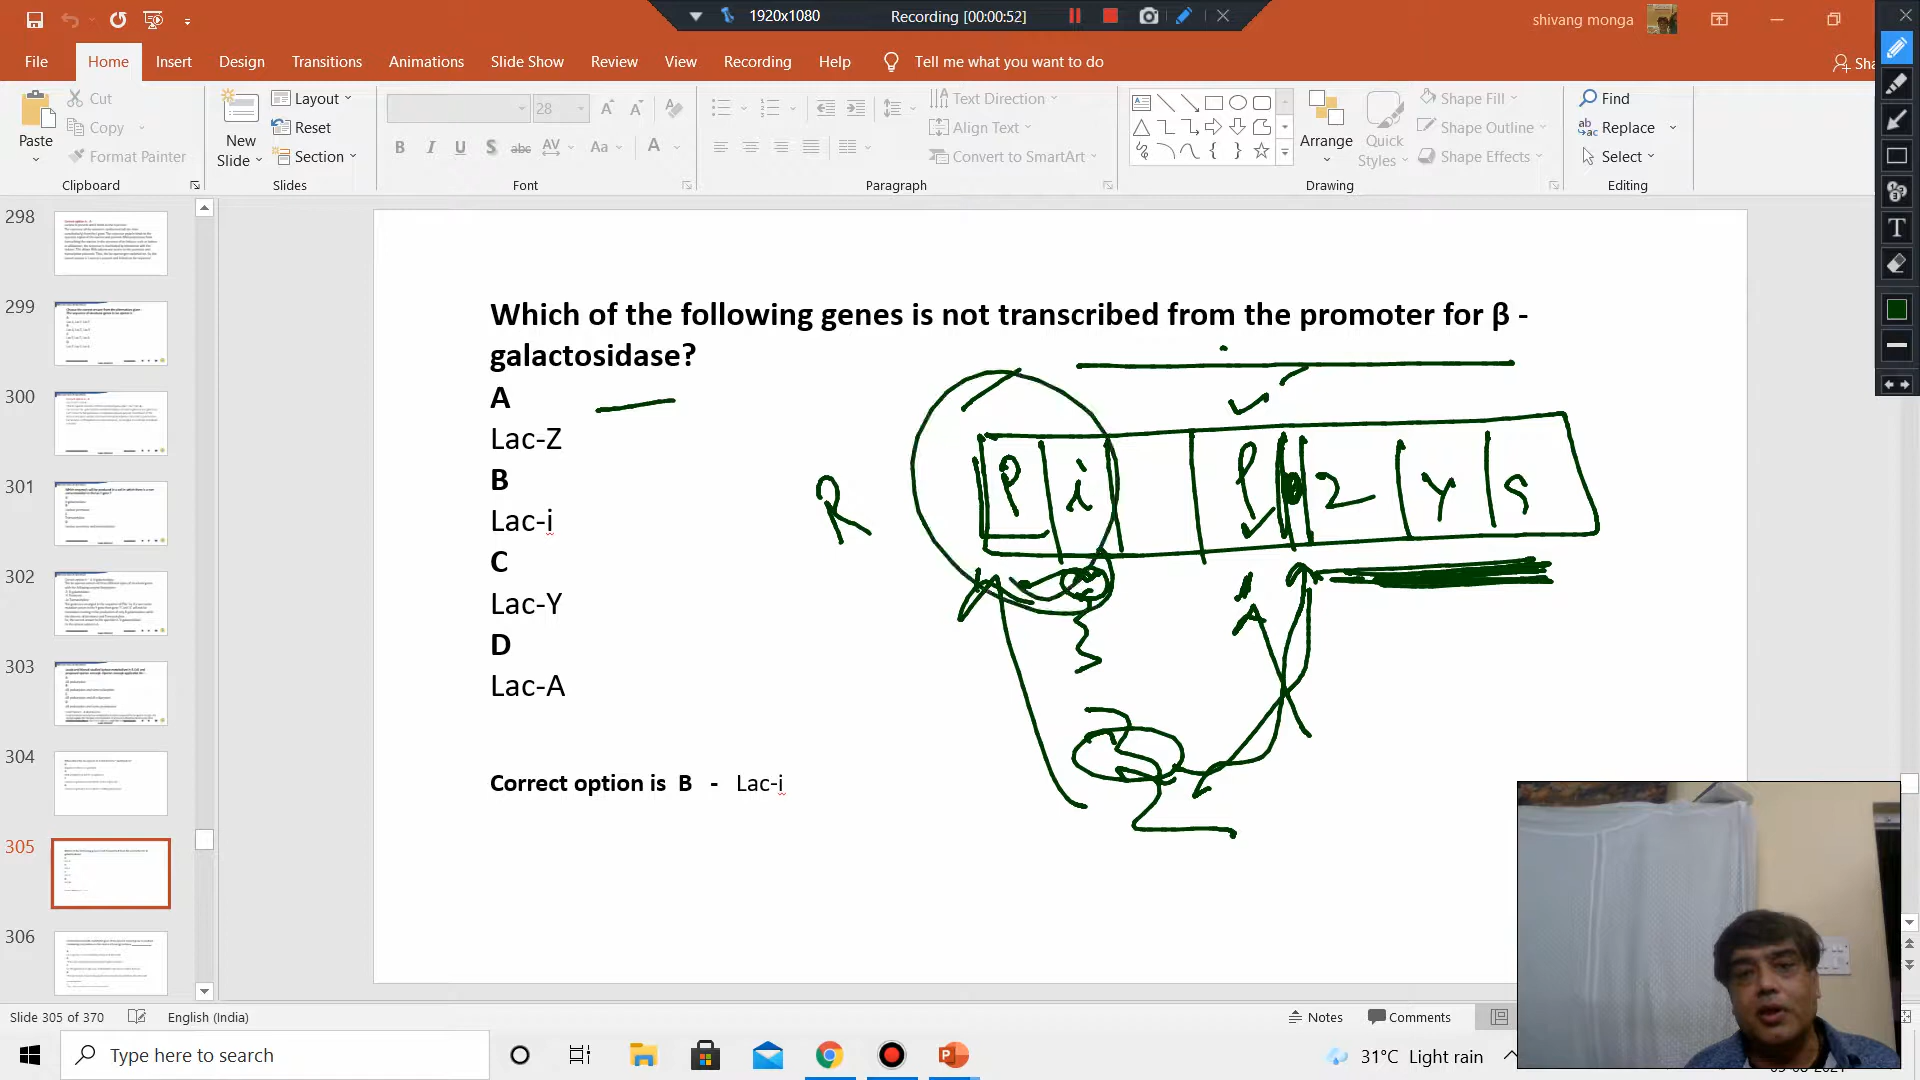 1920x1080
Recording [00:00:52]
shivang monga
File Home Insert Design Transitions Animations Slide Show Review View Recording Help Tell me what you want to do Sha
Paste
Cut
Copy
Format Painter
Clipboard
New Slide
Layout
Reset
Section
Slides
28
B I U S abc AV Aa A
Font
Text Direction
Align Text
Convert to SmartArt
Paragraph
Arrange
Quick Styles
Shape Fill
Shape Outline
Shape Effects
Drawing
Find
Replace
Select
Editing
298
299
300
301
302
303
304
305
306
Which of the following genes is not transcribed from the promoter for β -
galactosidase?
A
Lac-Z
B
Lac-i
C
Lac-Y
D
Lac-A
Correct option is B - Lac-i
R
P i P o Z Y
Slide 305 of 370
English (India)
Notes
Comments
Type here to search
31°C Light rain